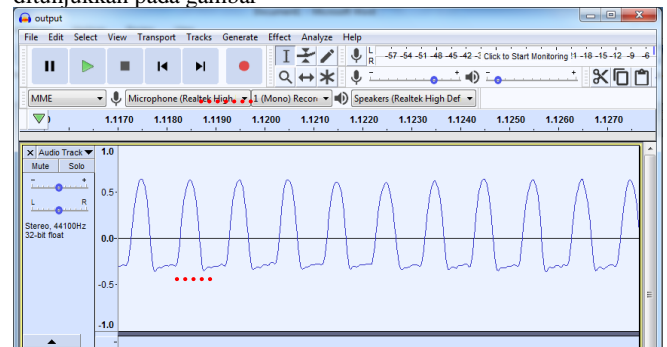 ditunjukkan pada gambar
output
File Edit Select View Transport Tracks Generate Effect Analyze Help
L R -57 -54 -51 -48 -45 -42 Click to Start Monitoring -18 -15 -12 -9 -6
MME Microphone (Realtek High 1 (Mono) Recor Speakers (Realtek High Def
1.1170 1.1180 1.1190 1.1200 1.1210 1.1220 1.1230 1.1240 1.1250 1.1260 1.1270
Audio Track 1.0
Mute Solo
- +
0.5
L R
Stereo, 44100Hz
32-bit float
0.0
-0.5
-1.0